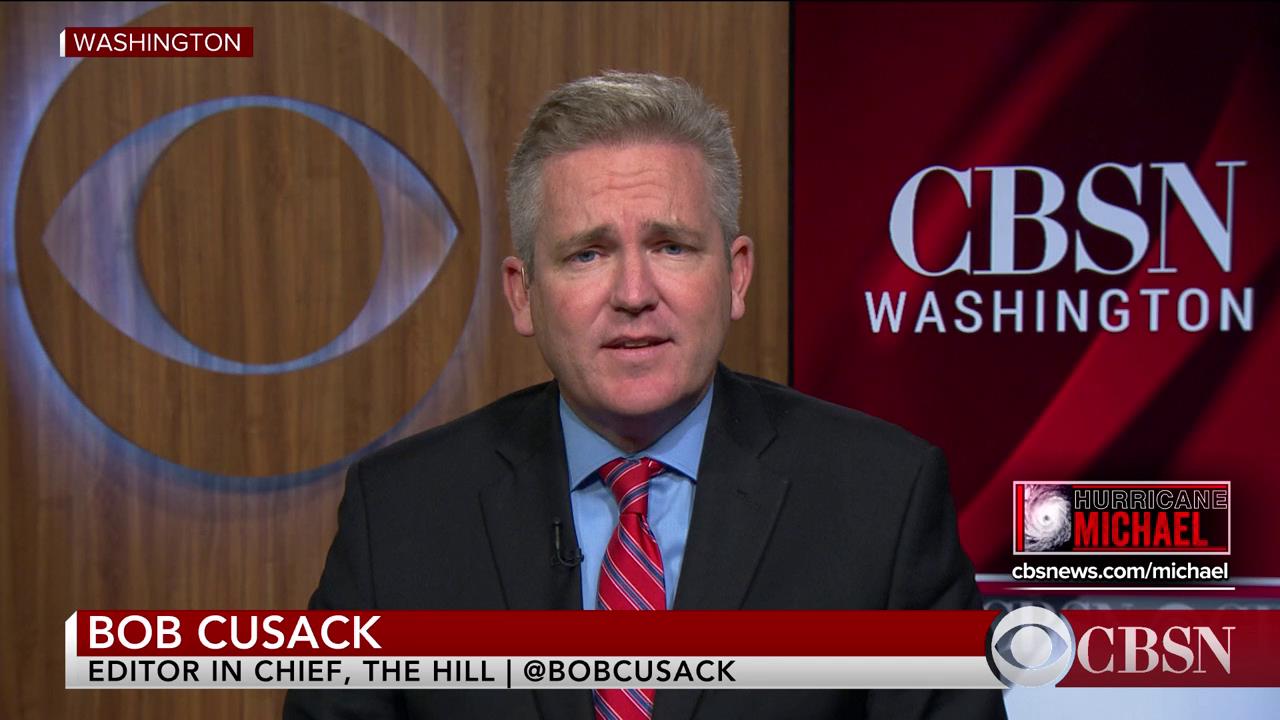 WASHINGTON
CBSN
WASHINGTON
HURRICANE
MICHAEL
cbsnews.com/michael
BOB CUSACK
EDITOR IN CHIEF, THE HILL | @BOBCUSACK
CBSN